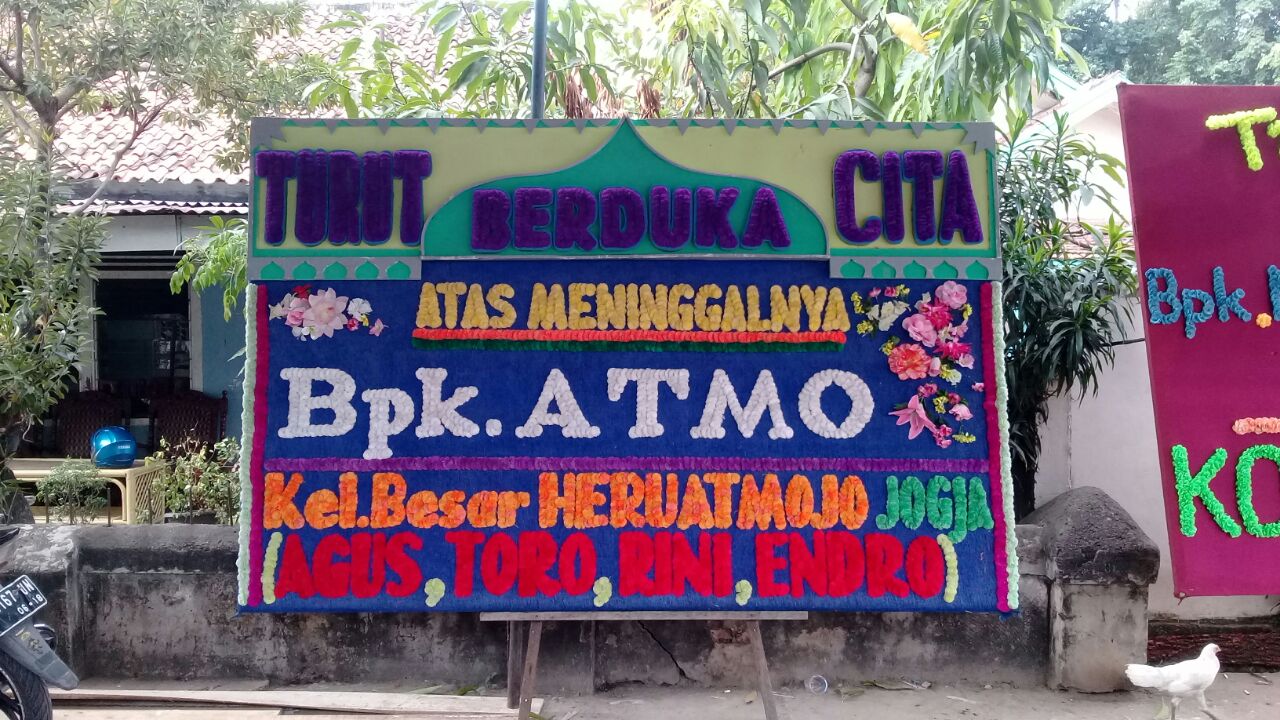 TURUT BERDUKA CITA
ATAS MENINGGALNYA
Bpk. ATMO
Kel. Besar HERUATMOJO JOGJA
(AGUS, TORO, RINI, ENDRO)
Bpk.